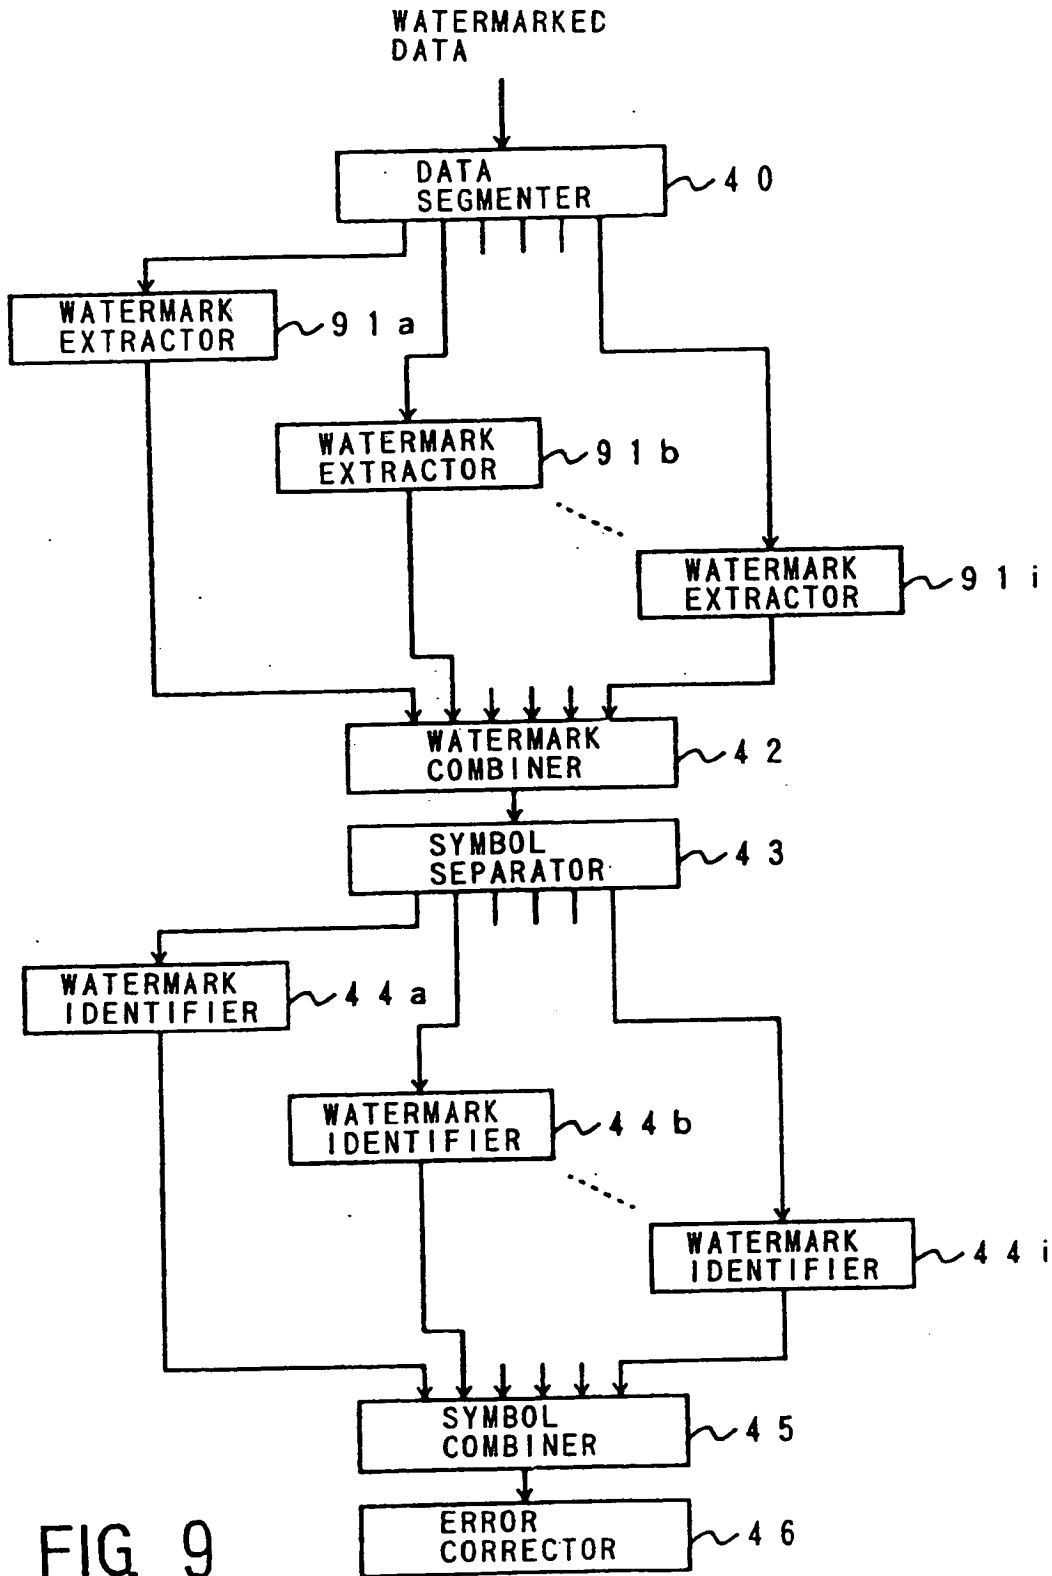 WATERMARKED
DATA
DATA
SEGMENTER
40
WATERMARK
EXTRACTOR
91a
WATERMARK
EXTRACTOR
91b
WATERMARK
EXTRACTOR
91i
WATERMARK
COMBINER
42
SYMBOL
SEPARATOR
43
WATERMARK
IDENTIFIER
44a
WATERMARK
IDENTIFIER
44b
WATERMARK
IDENTIFIER
44i
SYMBOL
COMBINER
45
ERROR
CORRECTOR
46
FIG. 9